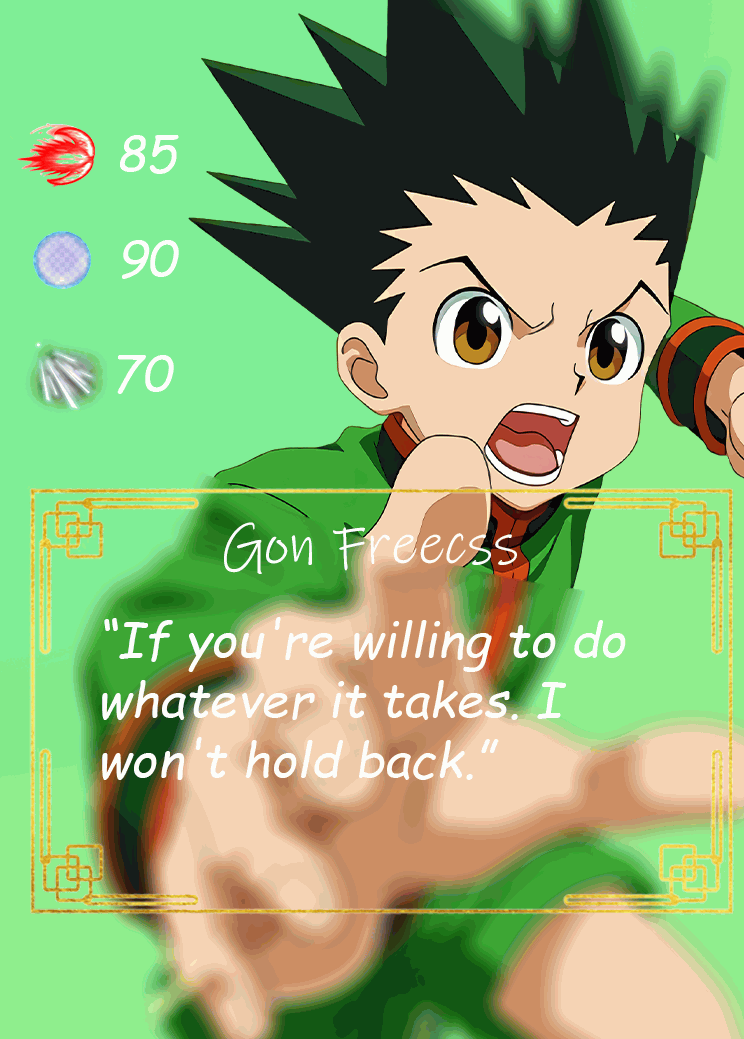 85
90
70
Gon Freecss
“If you're willing to do
whatever it takes. I
won't hold back.”